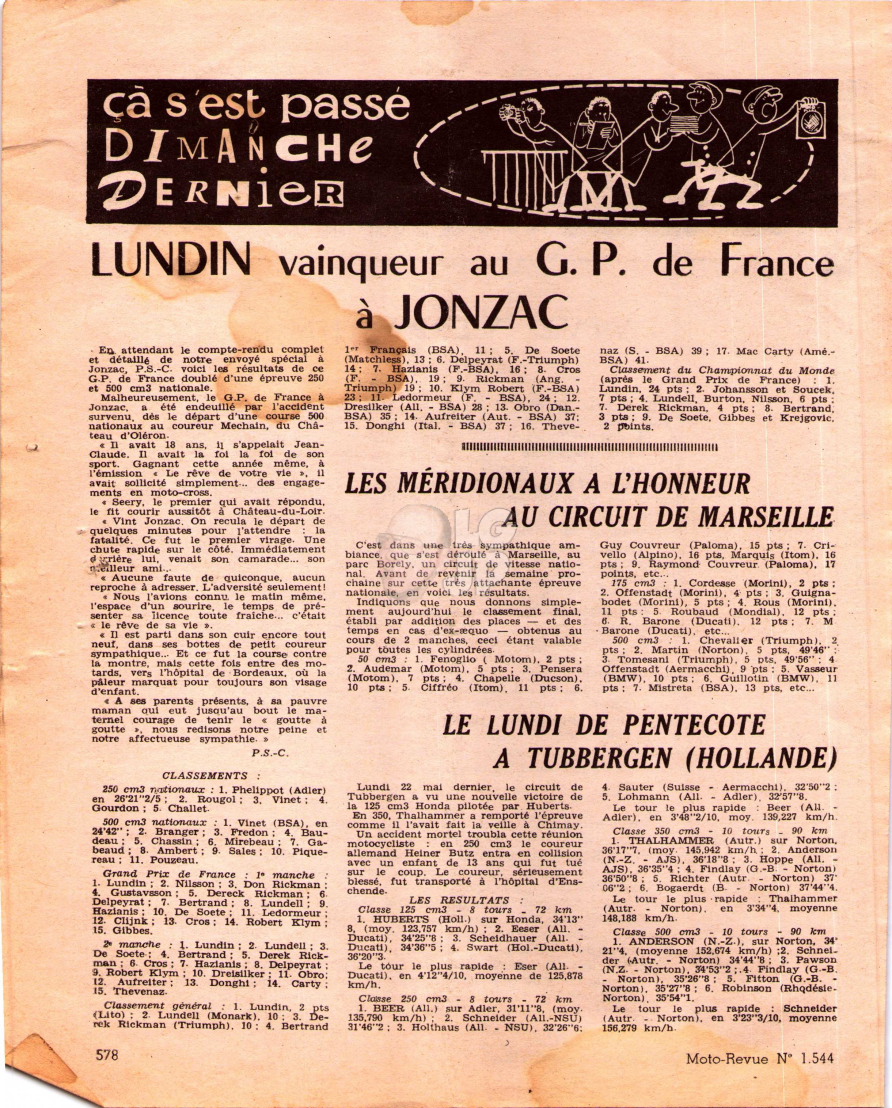 çà s'est passé
DIMANCHE
DERNIER
LUNDIN vainqueur au G. P. de France
à JONZAC
En attendant le compte-rendu complet
et détaillé de notre envoyé spécial à
Jonzac, P.S.-C. voici les résultats de ce
G.P. de France doublé d'une épreuve 250
et 500 cm3 nationale.
Malheureusement, le G.P. de France à
Jonzac, a été endeuillé par l'accident
survenu, dès le départ d'une course 500
nationaux au coureur Mechain, du Châ-
teau d'Oléron.
« Il avait 18 ans, il s'appelait Jean-
Claude. Il avait la foi la foi de son
sport. Gagnant cette année même, à
l'émission « Le rêve de votre vie », il
avait sollicité simplement... des engage-
ments en moto-cross.
« Seery, le premier qui avait répondu,
le fit courir aussitôt à Château-du-Loir.
« Vint Jonzac. On recula le départ de
quelques minutes pour l'attendre : la
fatalité. Ce fut le premier virage. Une
chute rapide sur le côté. Immédiatement
derrière lui, venait son camarade... son
meilleur ami...
« Aucune faute de quiconque, aucun
reproche à adresser. L'adversité seulement!
« Nous l'avions connu le matin même,
l'espace d'un sourire, le temps de pré-
senter sa licence toute fraîche... c'était
« le rêve de sa vie ».
« Il est parti dans son cuir encore tout
neuf, dans ses bottes de petit coureur
sympathique... Et ce fut la course contre
la montre, mais cette fois entre des mo-
tards, vers l'hôpital de Bordeaux, où la
pâleur marquat pour toujours son visage
d'enfant.
« A ses parents présents, à sa pauvre
maman qui eut jusqu'au bout le ma-
ternel courage de tenir le « goutte à
goutte », nous redisons notre peine et
notre affectueuse sympathie. »
P.S.-C.
CLASSEMENTS :
250 cm3 nationaux : 1. Phelippot (Adler)
en 26'21"2/5 ; 2. Rougol ; 3. Vinet ; 4.
Gourdon ; 5. Challet.
500 cm3 nationaux : 1. Vinet (BSA), en
24'42" ; 2. Branger ; 3. Fredon ; 4. Bau-
deau ; 5. Chassin ; 6. Mirebeau ; 7. Ga-
beaud ; 8. Ambert ; 9. Sales ; 10. Pique-
reau ; 11. Pouzeau.
Grand Prix de France : 1e manche :
1. Lundin ; 2. Nilsson ; 3. Don Rickman ;
4. Gustavsson ; 5. Dereck Rickman ; 6.
Delpeyrat ; 7. Bertrand ; 8. Lundell ; 9.
Hazianis ; 10. De Soete ; 11. Ledormeur ;
12. Clijnk ; 13. Cros ; 14. Robert Klym ;
15. Gibbes.
2e manche : 1. Lundin ; 2. Lundell ; 3.
De Soete ; 4. Bertrand ; 5. Derek Rick-
man ; 6. Cros ; 7. Hazianis ; 8. Delpeyrat ;
9. Robert Klym ; 10. Dreisilker ; 11. Obro ;
12. Aufreiter ; 13. Donghi ; 14. Carty ;
15. Thevenaz.
Classement général : 1. Lundin, 2 pts
(Lito) ; 2. Lundell (Monark), 10 ; 3. De-
rek Rickman (Triumph), 10 ; 4. Bertrand
1er Français (BSA), 11 ; 5. De Soete
(Matchless), 13 ; 6. Delpeyrat (F.-Triumph)
14 ; 7. Hazianis (F.-BSA), 16 ; 8. Cros
(F. - BSA), 19 ; 9. Rickman (Ang. -
Triumph) 19 ; 10. Klym Robert (F.-BSA)
23 ; 11. Ledormeur (F. - BSA), 24 ; 12.
Dresilker (All. - BSA) 28 ; 13. Obro (Dan.-
BSA) 35 ; 14. Aufreiter (Aut. - BSA) 37;
15. Donghi (Ital. - BSA) 37 ; 16. Theve-
naz (S. - BSA) 39 ; 17. Mac Carty (Amé.-
BSA) 41.
Classement du Championnat du Monde
(après le Grand Prix de France) : 1.
Lundin, 24 pts ; 2. Johansson et Soucek,
7 pts ; 4. Lundell, Burton, Nilsson, 6 pts ;
7. Derek Rickman, 4 pts ; 8. Bertrand,
3 pts ; 9. De Soete, Gibbes et Krejgovic,
2 points.
LES MÉRIDIONAUX A L'HONNEUR
AU CIRCUIT DE MARSEILLE
C'est dans une très sympathique am-
biance, que s'est déroulé à Marseille, au
parc Borely, un circuit de vitesse natio-
nal. Avant de revenir la semaine pro-
chaine sur cette très attachante épreuve
nationale, en voici les résultats.
Indiquons que nous donnons simple-
ment aujourd'hui le classement final,
établi par addition des places — et des
temps en cas d'ex-æquo — obtenus au
cours de 2 manches, ceci étant valable
pour toutes les cylindrées.
50 cm3 : 1. Fenoglio ( Motom), 2 pts ;
2. Audemar (Motom), 5 pts ; 3. Pensera
(Motom), 7 pts ; 4. Chapelle (Ducson),
10 pts ; 5. Ciffréo (Itom), 11 pts ; 6.
Guy Couvreur (Paloma), 15 pts ; 7. Cri-
vello (Alpino), 16 pts, Marquis (Itom), 16
pts ; 9. Raymond Couvreur (Paloma), 17
points, etc...
175 cm3 : 1. Cordesse (Morini), 2 pts ;
2. Offenstadt (Morini), 4 pts ; 3. Guigna-
bodet (Morini), 5 pts ; 4. Rous (Morini),
11 pts ; 5. Roubaud (Mondial), 12 pts ;
6. R. Barone (Ducati), 12 pts ; 7. M.
Barone (Ducati), etc...
500 cm3 : 1. Chevalier (Triumph), 2
pts ; 2. Martin (Norton), 5 pts, 49'46" ;
3. Tomesani (Triumph), 5 pts, 49'56" ; 4.
Offenstadt (Aermacchi), 9 pts ; 5. Vasseur
(BMW), 10 pts ; 6. Guillotin (BMW), 11
pts ; 7. Mistreta (BSA), 13 pts, etc...
LE LUNDI DE PENTECOTE
A TUBBERGEN (HOLLANDE)
Lundi 22 mai dernier, le circuit de
Tubbergen a vu une nouvelle victoire de
la 125 cm3 Honda pilotée par Huberts.
En 350, Thalhammer a remporté l'épreuve
comme il l'avait fait la veille à Chimay.
Un accident mortel troubla cette réunion
motocycliste : en 250 cm3 le coureur
allemand Heiner Butz entra en collision
avec un enfant de 13 ans qui fut tué
sur le coup. Le coureur, sérieusement
blessé, fut transporté à l'hôpital d'Ens-
chende.
LES RESULTATS :
Classe 125 cm3 - 8 tours - 72 km
1. HUBERTS (Holl.) sur Honda, 34'13"
8, (moy. 123,757 km/h) ; 2. Eeser (All. -
Ducati), 34'25"8 ; 3. Scheidhauer (All. -
Ducati), 34'36"5 ; 4. Swart (Hol.-Ducati),
36'20"3.
Le tour le plus rapide : Eser (All -
Ducati), en 4'12"4/10, moyenne de 125,878
km/h.
Classe 250 cm3 - 8 tours - 72 km
1. BEER (All.) sur Adler, 31'11"8, (moy.
135,790 km/h) ; 2. Schneider (All.-NSU)
31'46"2 ; 3. Holthaus (All. - NSU), 32'26"6;
4. Sauter (Suisse - Aermacchi), 32'50"2 ;
5. Lohmann (All. - Adler), 32'57"8.
Le tour le plus rapide : Beer (All. -
Adler), en 3'48"2/10, moy. 139,227 km/h.
Classe 350 cm3 - 10 tours - 90 km
1. THALHAMMER (Autr.) sur Norton,
36'17"7, (moy. 145,942 km/h ; 2. Anderson
(N.-Z. - AJS), 36'18"8 ; 3. Hoppe (All. -
AJS), 36'35"4 ; 4. Findlay (G.-B. - Norton)
36'50"8 ; 5. Richter (Autr. - Norton) 37'
06"2 ; 6. Bogaerdt (B. - Norton) 37'44"4.
Le tour le plus rapide : Thalhammer
(Autr. - Norton), en 3'34"4, moyenne
148,188 km/h.
Classe 500 cm3 - 10 tours - 90 km
1. ANDERSON (N.-Z.), sur Norton, 34'
21"4, (moyenne 152,674 km/h) ;2. Schnei-
der (Autr. - Norton) 34'44"8 ; 3. Pawson
(N.Z. - Norton), 34'53"2 ; 4. Findlay (G.-B.
- Norton), 35'26"8 ; 5. Fitton (G.-B. -
Norton), 35'27"8 ; 6. Robinson (Rhodésie-
Norton), 35'54"1.
Le tour le plus rapide : Schneider
(Autr. - Norton), en 3'23"3/10, moyenne
156,279 km/h.
578
Moto-Revue N° 1.544